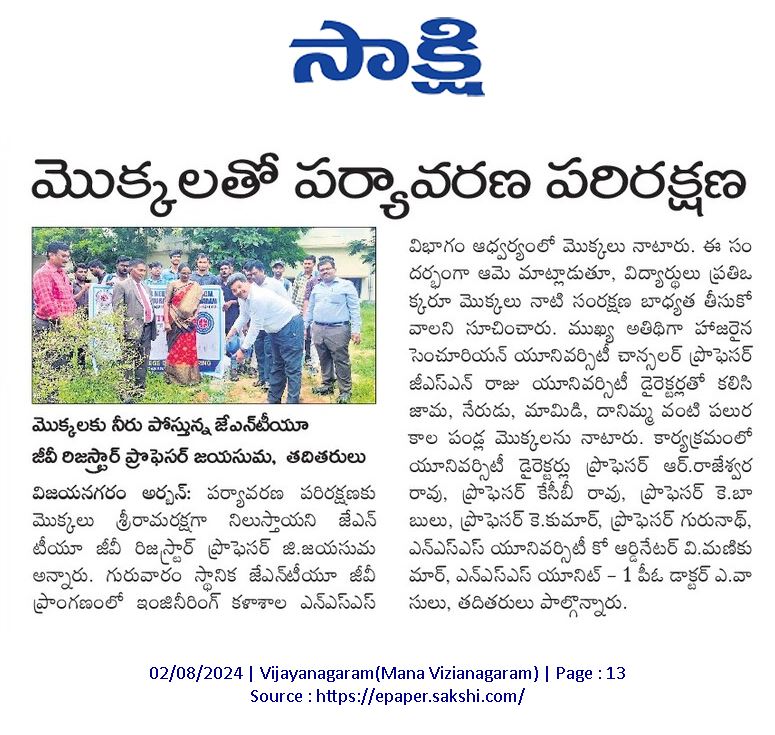 సాక్షి
మొక్కలతో పర్యావరణ పరిరక్షణ
మొక్కలకు నీరు పోస్తున్న జేఎన్‌టీయూ
జీవీ రిజిస్ట్రార్ ప్రొఫెసర్ జయసుమ, తదితరులు
విజయనగరం అర్బన్: పర్యావరణ పరిరక్షణకు
మొక్కలు శ్రీరామరక్షగా నిలుస్తాయని జేఎన్
టీయూ జీవీ రిజస్ట్రార్ ప్రొఫెసర్ జి.జయసుమ
అన్నారు. గురువారం స్థానిక జేఎన్‌టీయూ జీవీ
ప్రాంగణంలో ఇంజినీరింగ్ కళాశాల ఎన్ఎస్ఎస్
విభాగం ఆధ్వర్యంలో మొక్కలు నాటారు. ఈ సం
దర్భంగా ఆమె మాట్లాడుతూ, విద్యార్థులు ప్రతిఒ
క్కరూ మొక్కలు నాటి సంరక్షణ బాధ్యత తీసుకో
వాలని సూచించారు. ముఖ్య అతిథిగా హాజరైన
సెంచూరియన్ యూనివర్సిటీ చాన్సలర్ ప్రొఫెసర్
జీఎస్ఎన్ రాజు యూనివర్సిటీ డైరెక్టర్లతో కలిసి
జామ, నేరుడు, మామిడి, దానిమ్మ వంటి పలుర
కాల పండ్ల మొక్కలను నాటారు. కార్యక్రమంలో
యూనివర్సిటీ డైరెక్టర్లు ప్రొఫెసర్ ఆర్.రాజేశ్వర
రావు, ప్రొఫెసర్ కేసీబీ రావు, ప్రొఫెసర్ కె.బా
బులు, ప్రొఫెసర్ కె.కుమార్, ప్రొఫెసర్ గురునాథ్,
ఎన్ఎస్ఎస్ యూనివర్సిటీ కో ఆర్డినేటర్ వి.మణికు
మార్, ఎన్ఎస్ఎస్ యూనిట్ – 1 పీఓ డాక్టర్ ఎ.వా
సులు, తదితరులు పాల్గొన్నారు.
02/08/2024 | Vijayanagaram(Mana Vizianagaram) | Page : 13
Source : https://epaper.sakshi.com/